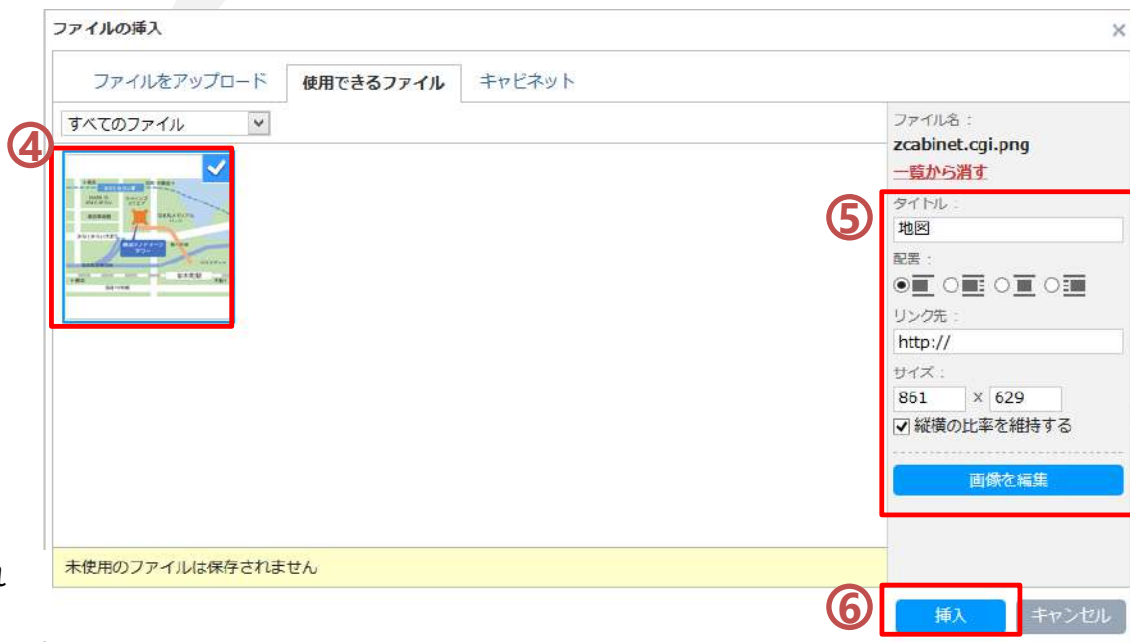 ファイルの挿入
×
ファイルをアップロード
使用できるファイル
キャビネット
すべてのファイル
④
ファイル名：
zcabinet.cgi.png
一覧から消す
⑤
タイトル：
地図
配置：
リンク先：
http://
サイズ：
861 × 629
縦横の比率を維持する
画像を編集
未使用のファイルは保存されません
⑥
挿入
キャンセル